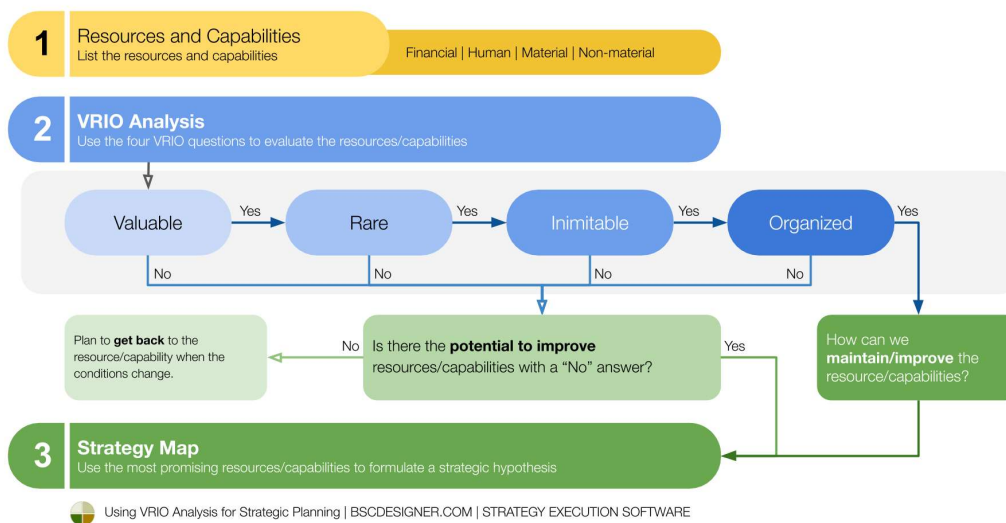 1
Resources and Capabilities
List the resources and capabilities
Financial | Human | Material | Non-material
2
VRIO Analysis
Use the four VRIO questions to evaluate the resources/capabilities
Valuable
Yes
Rare
Yes
Inimitable
Yes
Organized
Yes
No
No
No
No
Plan to get back to the
resource/capability when the
conditions change.
No
Is there the potential to improve
resources/capabilities with a “No” answer?
Yes
How can we
maintain/improve the
resource/capabilities?
3
Strategy Map
Use the most promising resources/capabilities to formulate a strategic hypothesis
Using VRIO Analysis for Strategic Planning | BSCDESIGNER.COM | STRATEGY EXECUTION SOFTWARE